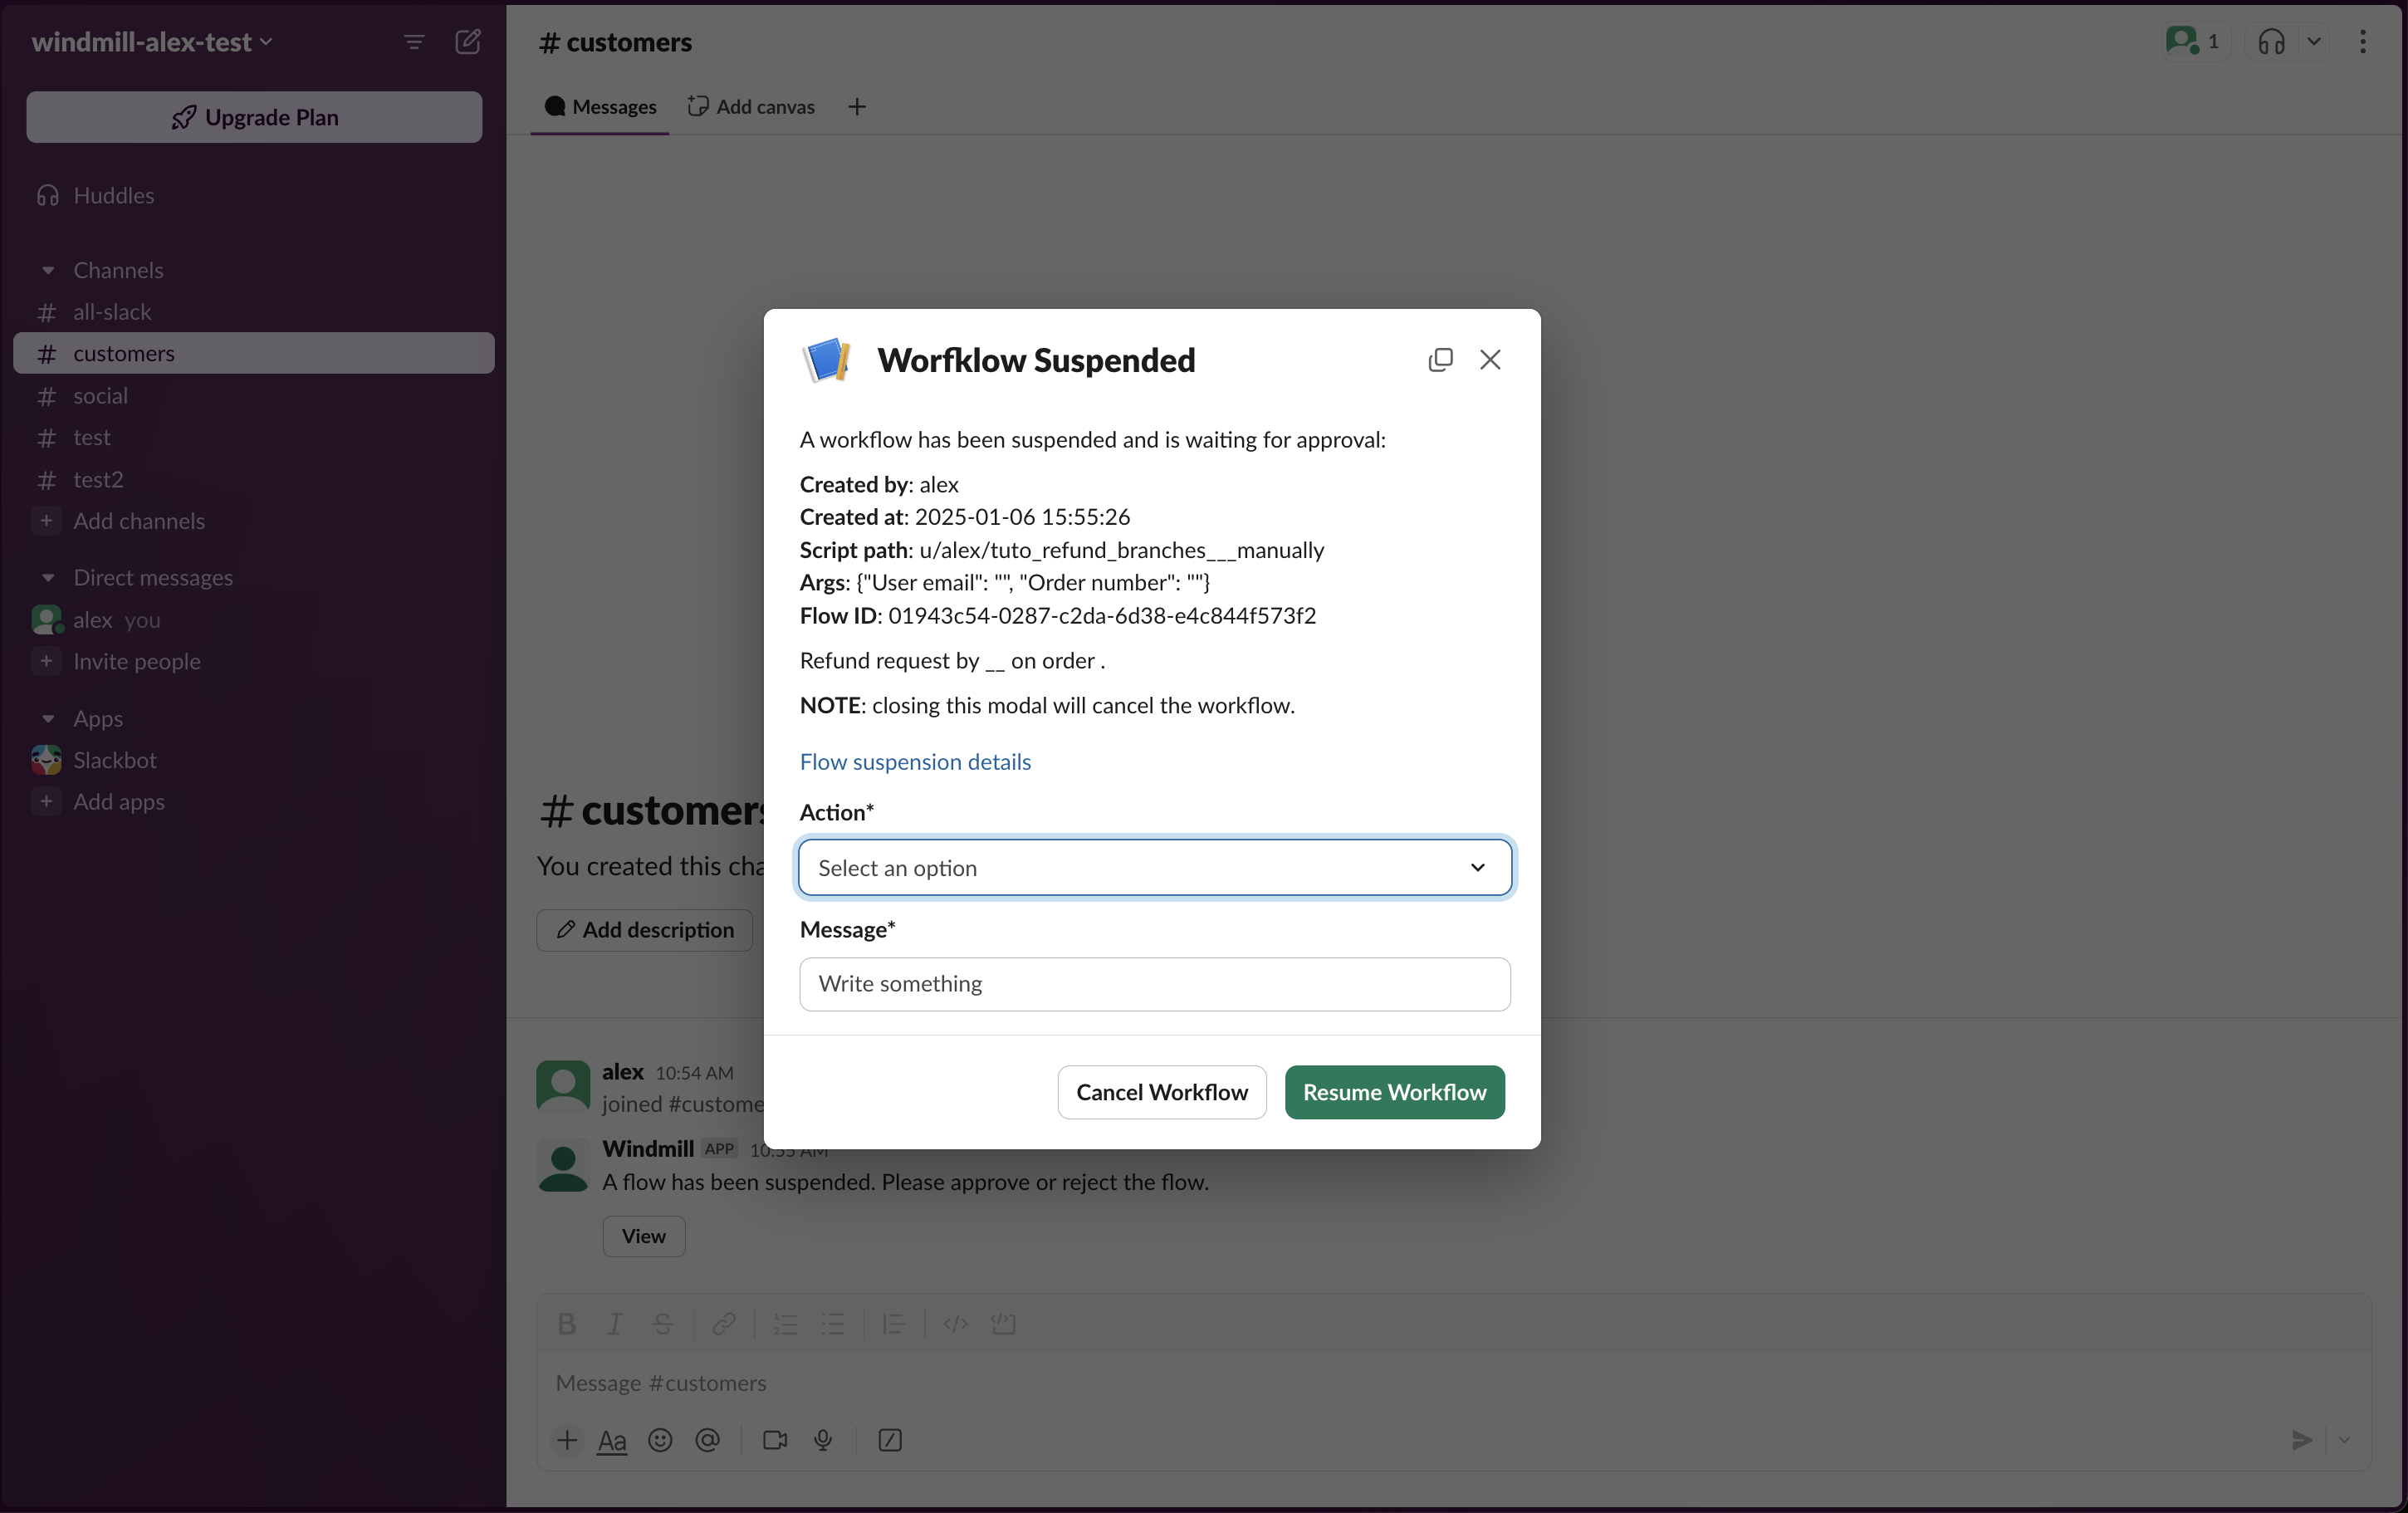 windmill-alex-test
Upgrade Plan
Huddles
Channels
# all-slack
# customers
# social
# test
# test2
+ Add channels
Direct messages
alex you
+ Invite people
Apps
Slackbot
+ Add apps
# customers
1
Messages
Add canvas
# customers
You created this cha
Add description
alex 10:54 AM
joined #custome
Windmill APP 10:55 AM
A flow has been suspended. Please approve or reject the flow.
View
Message #customers
Aa
Worfklow Suspended
A workflow has been suspended and is waiting for approval:
Created by: alex
Created at: 2025-01-06 15:55:26
Script path: u/alex/tuto_refund_branches___manually
Args: {"User email": "", "Order number": ""}
Flow ID: 01943c54-0287-c2da-6d38-e4c844f573f2
Refund request by __ on order .
NOTE: closing this modal will cancel the workflow.
Flow suspension details
Action*
Select an option
Message*
Write something
Cancel Workflow
Resume Workflow